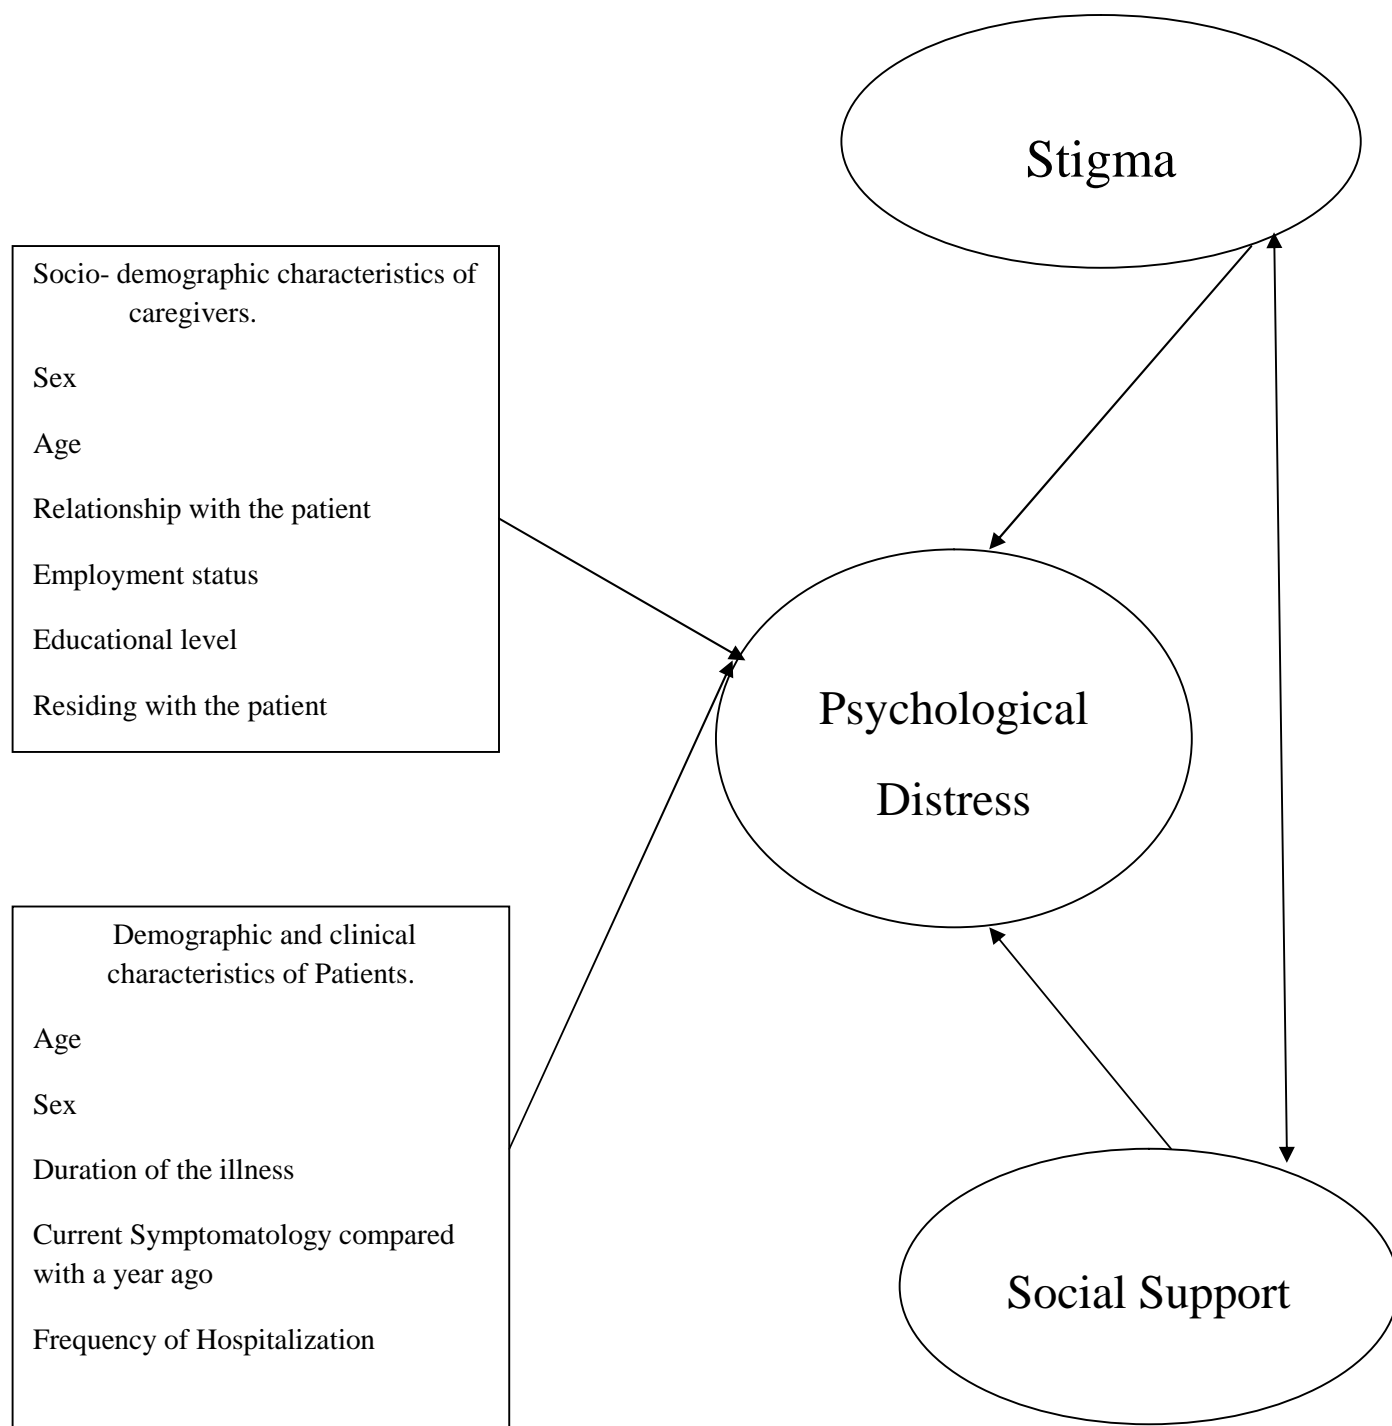 Stigma
Socio- demographic characteristics of
caregivers.
Sex
Age
Relationship with the patient
Employment status
Educational level
Residing with the patient
Psychological
Distress
Demographic and clinical
characteristics of Patients.
Age
Sex
Duration of the illness
Current Symptomatology compared
with a year ago
Frequency of Hospitalization
Social Support